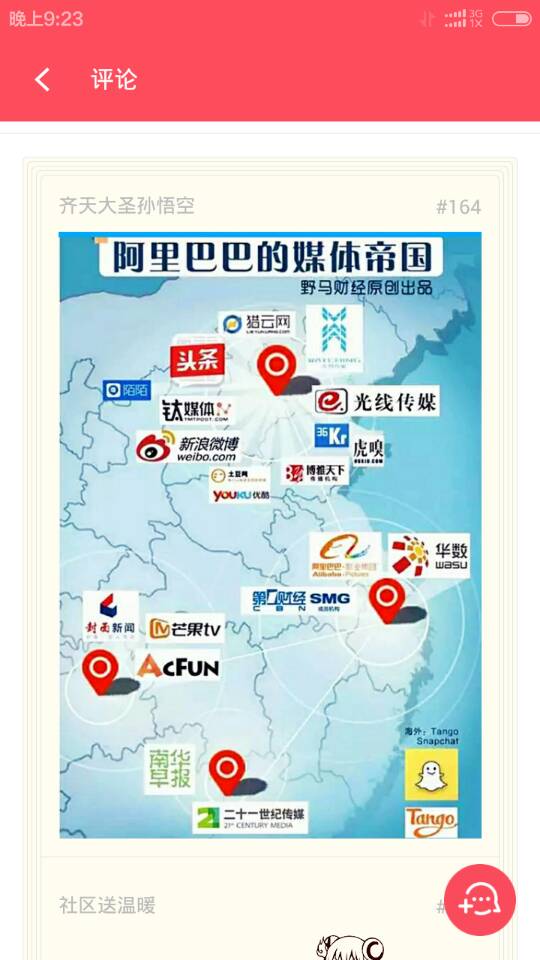 晚上9:23
3G
1X
评论
齐天大圣孙悟空
#164
阿里巴巴的媒体帝国
野马财经原创出品
猎云网
头条
陌陌
钛媒体
TMTPOST.COM
光线传媒
36Kr
虎嗅
HUXIU.COM
新浪微博
weibo.com
土豆网
YOUKU优酷
博雅天下
传播机构
阿里巴巴·影业集团
Alibaba Pictures
华数
wasu
第1财经 SMG
CBN
成员机构
封面新闻
芒果tv
ACFUN
海外：Tango
Snapchat
南华早报
二十一世纪传媒
21st CENTURY MEDIA
Tango
社区送温暖
#